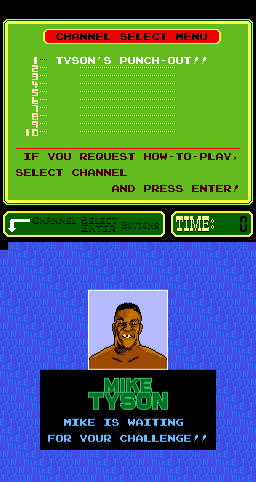 CHANNEL SELECT MENU
1 TYSON'S PUNCH-OUT!!
2
3
4
5
6
7
8
9
10
IF YOU REQUEST HOW-TO-PLAY,
SELECT CHANNEL
AND PRESS ENTER!
CHANNEL SELECT
ENTER BUTTONS
TIME: 0
MIKE
TYSON
MIKE IS WAITING
FOR YOUR CHALLENGE!!